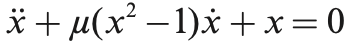 ẍ + μ(x² − 1)ẋ + x = 0